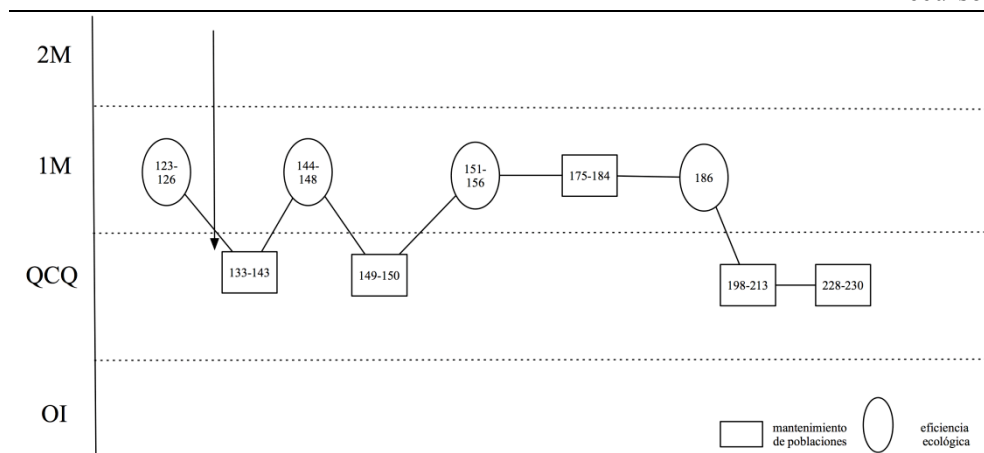 2M
1M
123-
126
144-
148
151-
156
175-184
186
QCQ
133-143
149-150
198-213
228-230
OI
mantenimiento
de poblaciones
eficiencia
ecológica